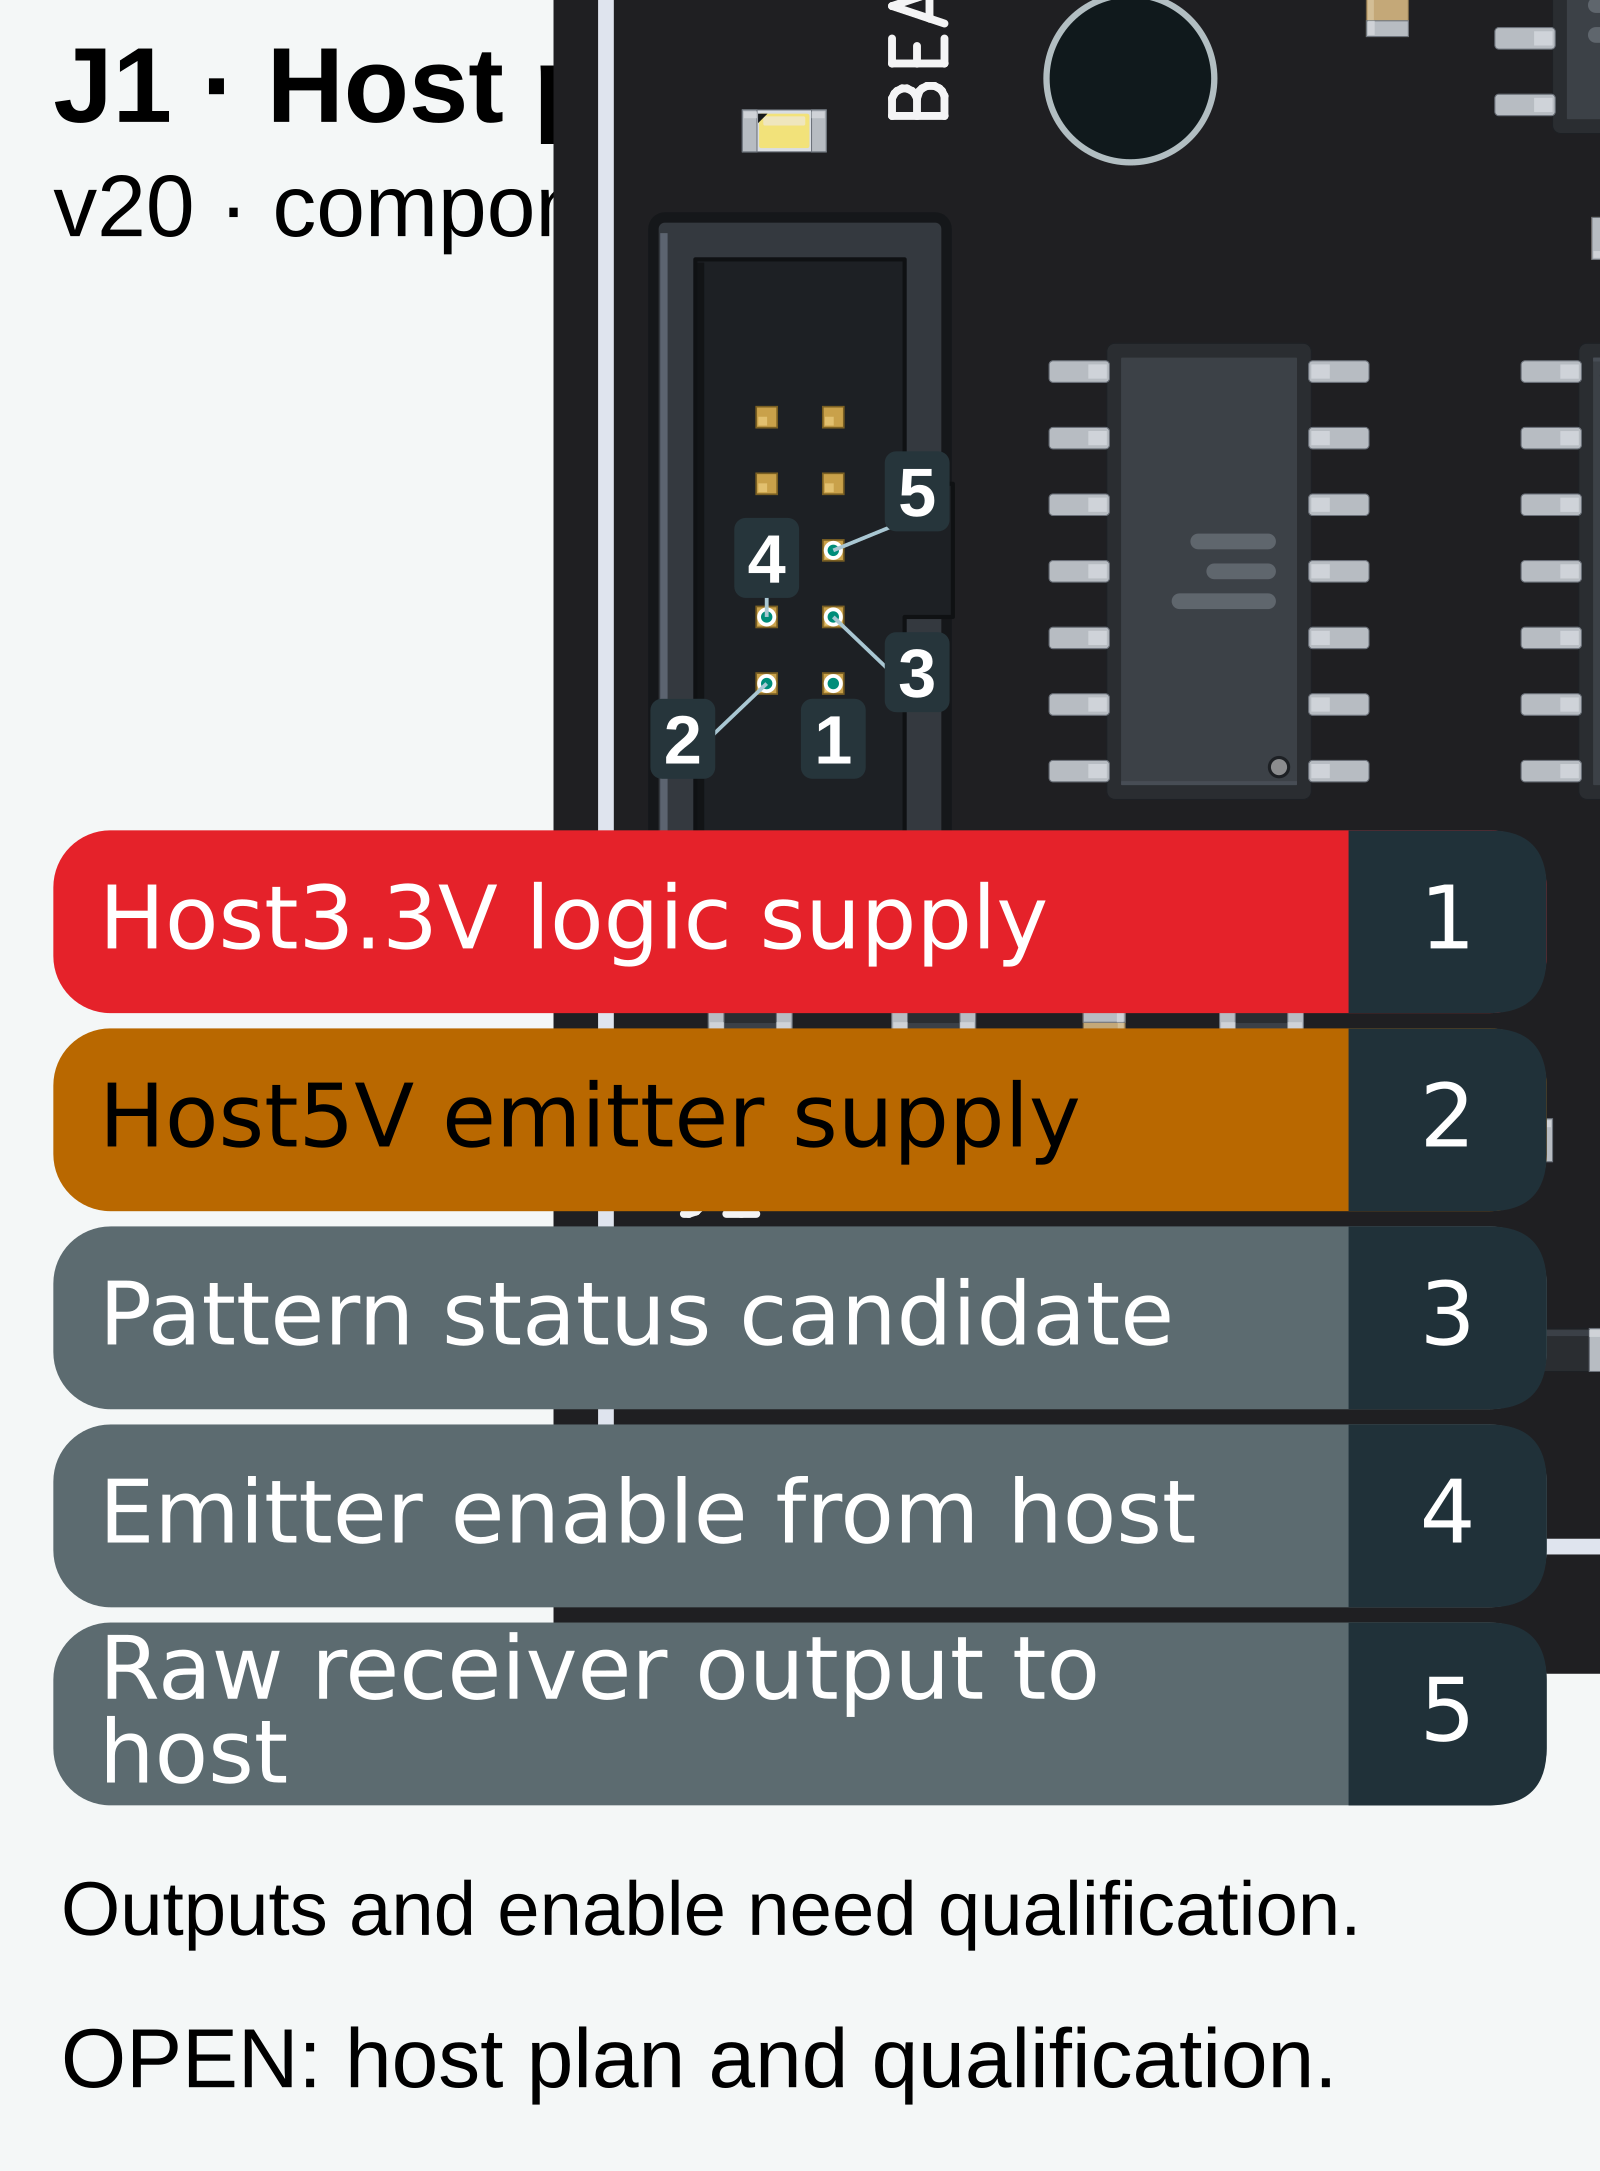 J1 · Host
v20 · compon
BEA
5
4
3
2
1
Host3.3V logic supply 1
Host5V emitter supply 2
Pattern status candidate 3
Emitter enable from host 4
Raw receiver output to
host 5
Outputs and enable need qualification.
OPEN: host plan and qualification.